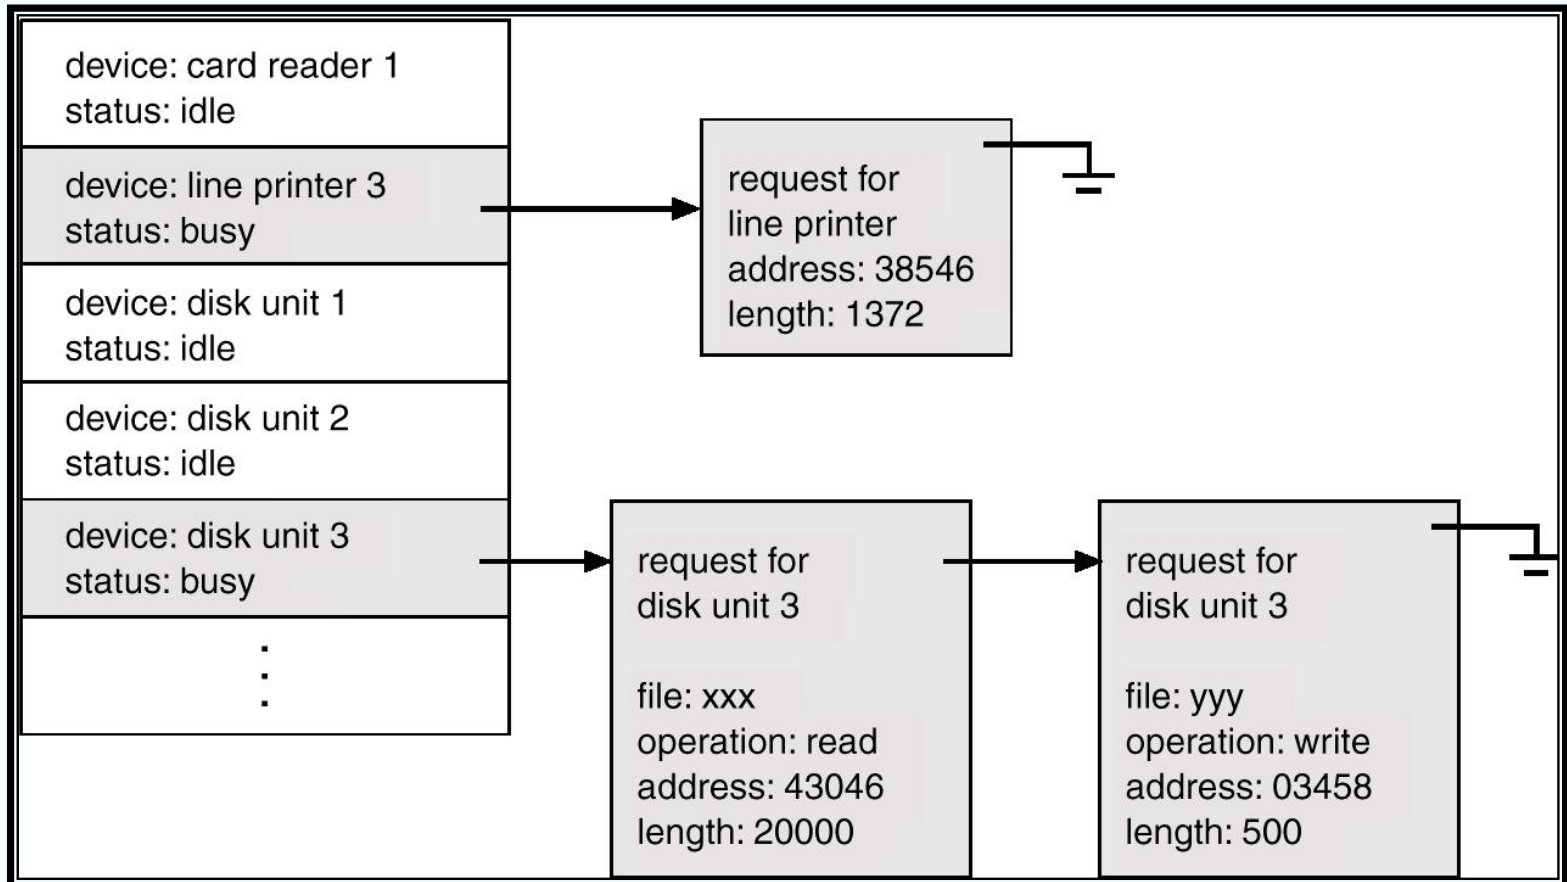 device: card reader 1
status: idle
device: line printer 3
status: busy
device: disk unit 1
status: idle
device: disk unit 2
status: idle
device: disk unit 3
status: busy
request for
line printer
address: 38546
length: 1372
request for
disk unit 3
file: xxx
operation: read
address: 43046
length: 20000
request for
disk unit 3
file: yyy
operation: write
address: 03458
length: 500